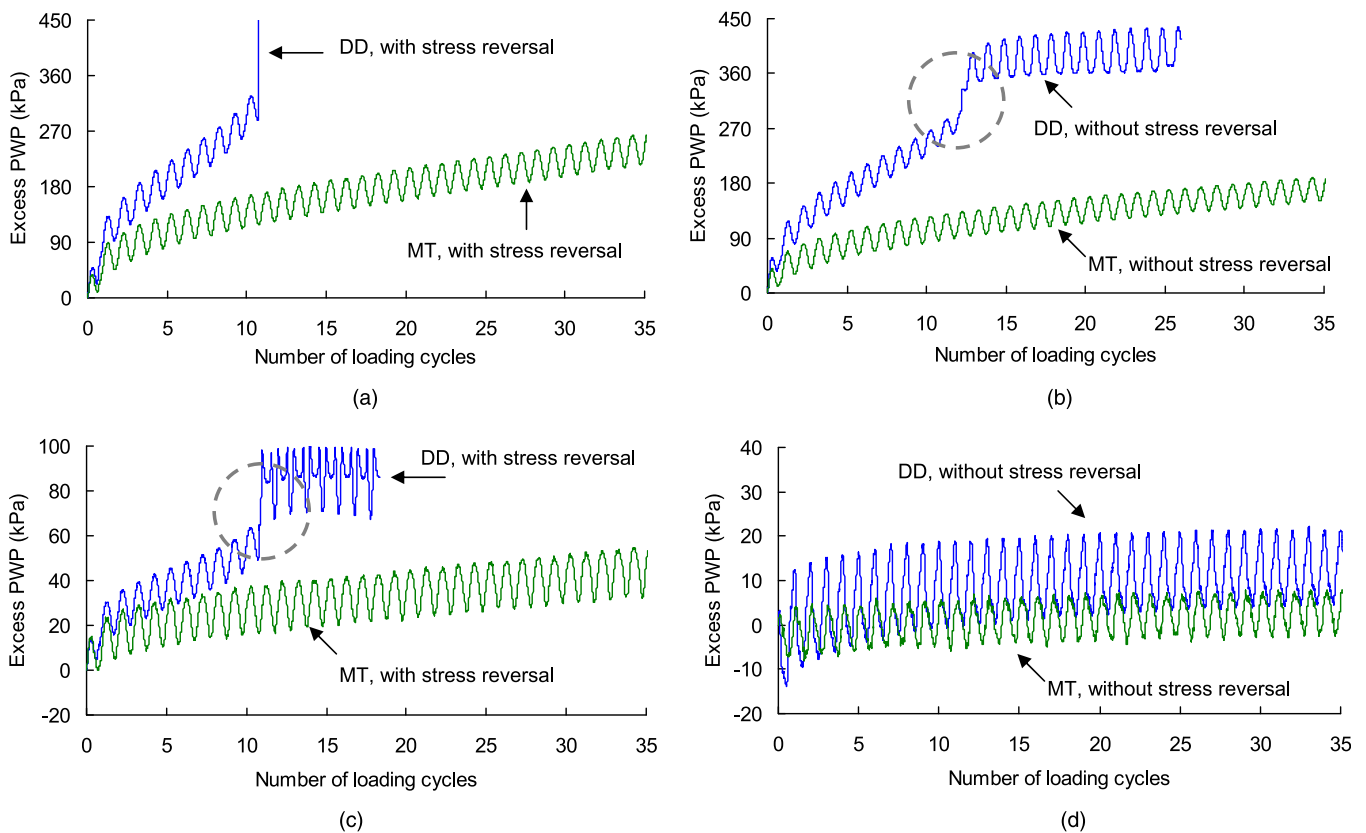 450
360
270
180
90
0
Excess PWP (kPa)
DD, with stress reversal
MT, with stress reversal
0 5 10 15 20 25 30 35
Number of loading cycles
(a)
450
360
270
180
90
0
Excess PWP (kPa)
DD, without stress reversal
MT, without stress reversal
0 5 10 15 20 25 30 35
Number of loading cycles
(b)
100
80
60
40
20
0
-20
Excess PWP (kPa)
DD, with stress reversal
MT, with stress reversal
0 5 10 15 20 25 30 35
Number of loading cycles
(c)
40
30
20
10
0
-10
-20
Excess PWP (kPa)
DD, without stress reversal
MT, without stress reversal
0 5 10 15 20 25 30 35
Number of loading cycles
(d)